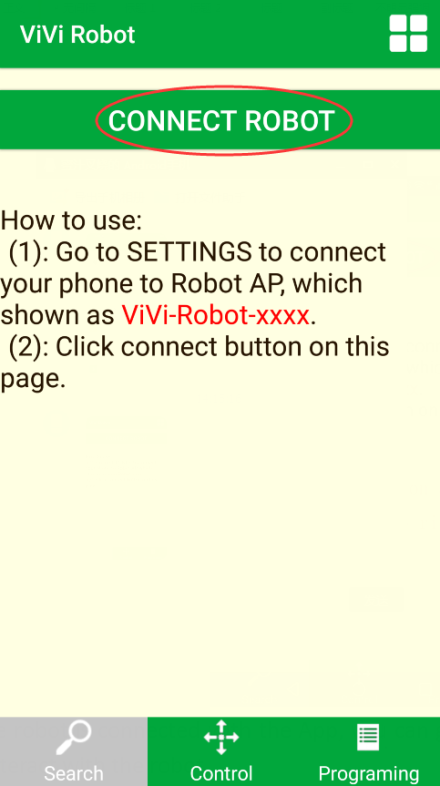 ViVi Robot
CONNECT ROBOT
How to use:
(1): Go to SETTINGS to connect
your phone to Robot AP, which
shown as ViVi-Robot-xxxx.
(2): Click connect button on this
page.
Search
Control
Programing